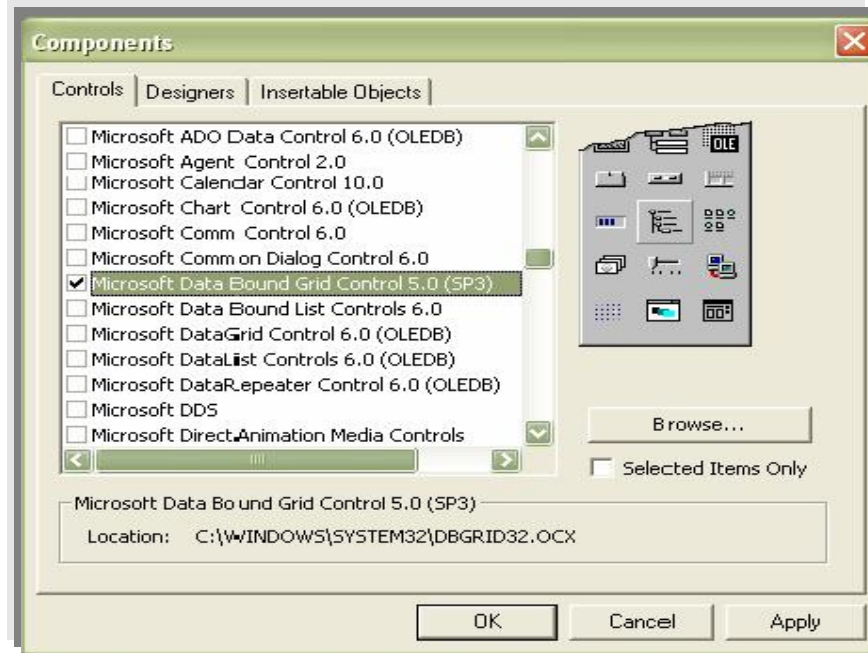 Components
Controls Designers Insertable Objects
Microsoft ADO Data Control 6.0 (OLEDB)
Microsoft Agent Control 2.0
Microsoft Calendar Control 10.0
Microsoft Chart Control 6.0 (OLEDB)
Microsoft Comm Control 6.0
Microsoft Common Dialog Control 6.0
Microsoft Data Bound Grid Control 5.0 (SP3)
Microsoft Data Bound List Controls 6.0
Microsoft DataGrid Control 6.0 (OLEDB)
Microsoft DataList Controls 6.0 (OLEDB)
Microsoft DataRepeater Control 6.0 (OLEDB)
Microsoft DDS
Microsoft DirectAnimation Media Controls
OLE
Browse...
Selected Items Only
Microsoft Data Bound Grid Control 5.0 (SP3)
Location: C:\WINDOWS\SYSTEM32\DBGRID32.OCX
OK Cancel Apply